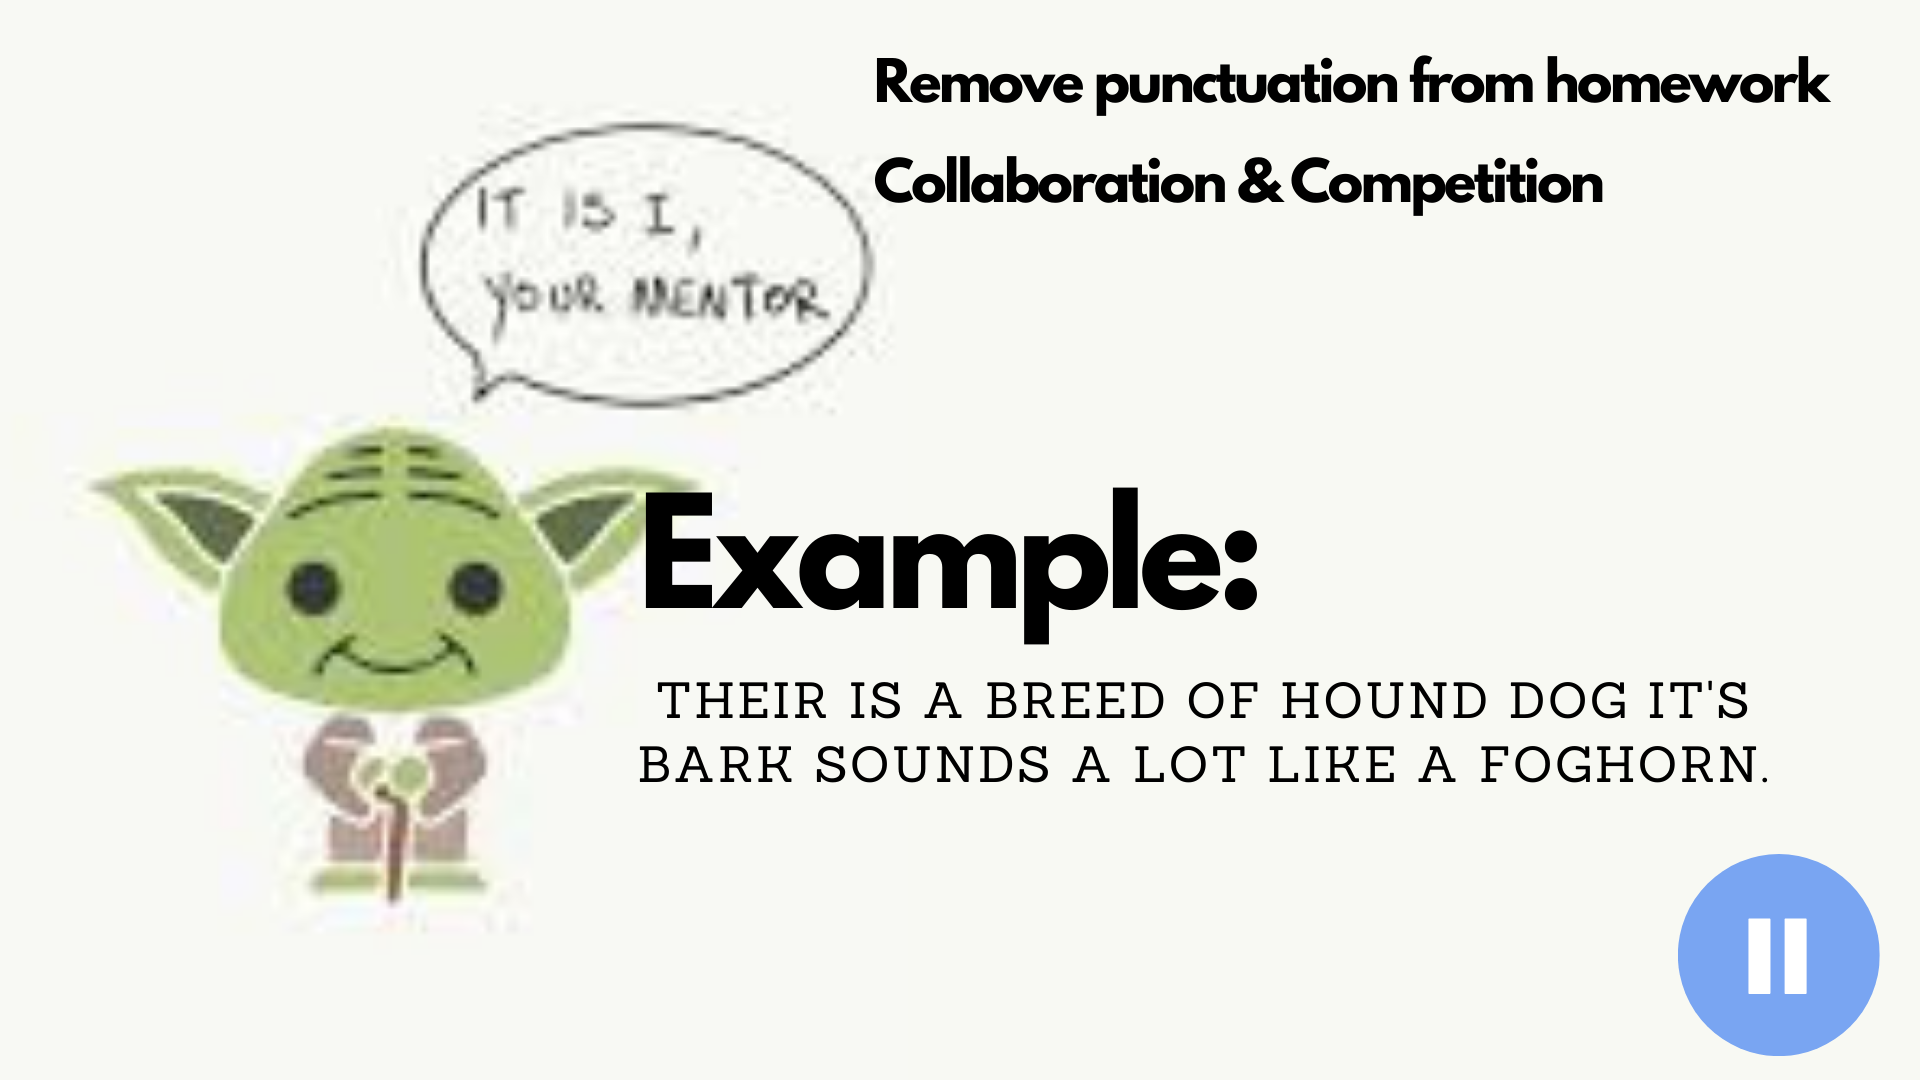 Remove punctuation from homework
Collaboration & Competition
IT IS I,
YOUR MENTOR
Example:
THEIR IS A BREED OF HOUND DOG IT'S
BARK SOUNDS A LOT LIKE A FOGHORN.